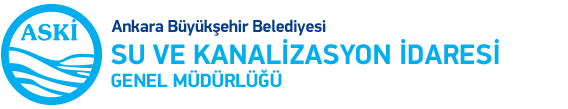 ASKİ
Ankara Büyükşehir Belediyesi
SU VE KANALİZASYON İDARESİ
GENEL MÜDÜRLÜĞÜ